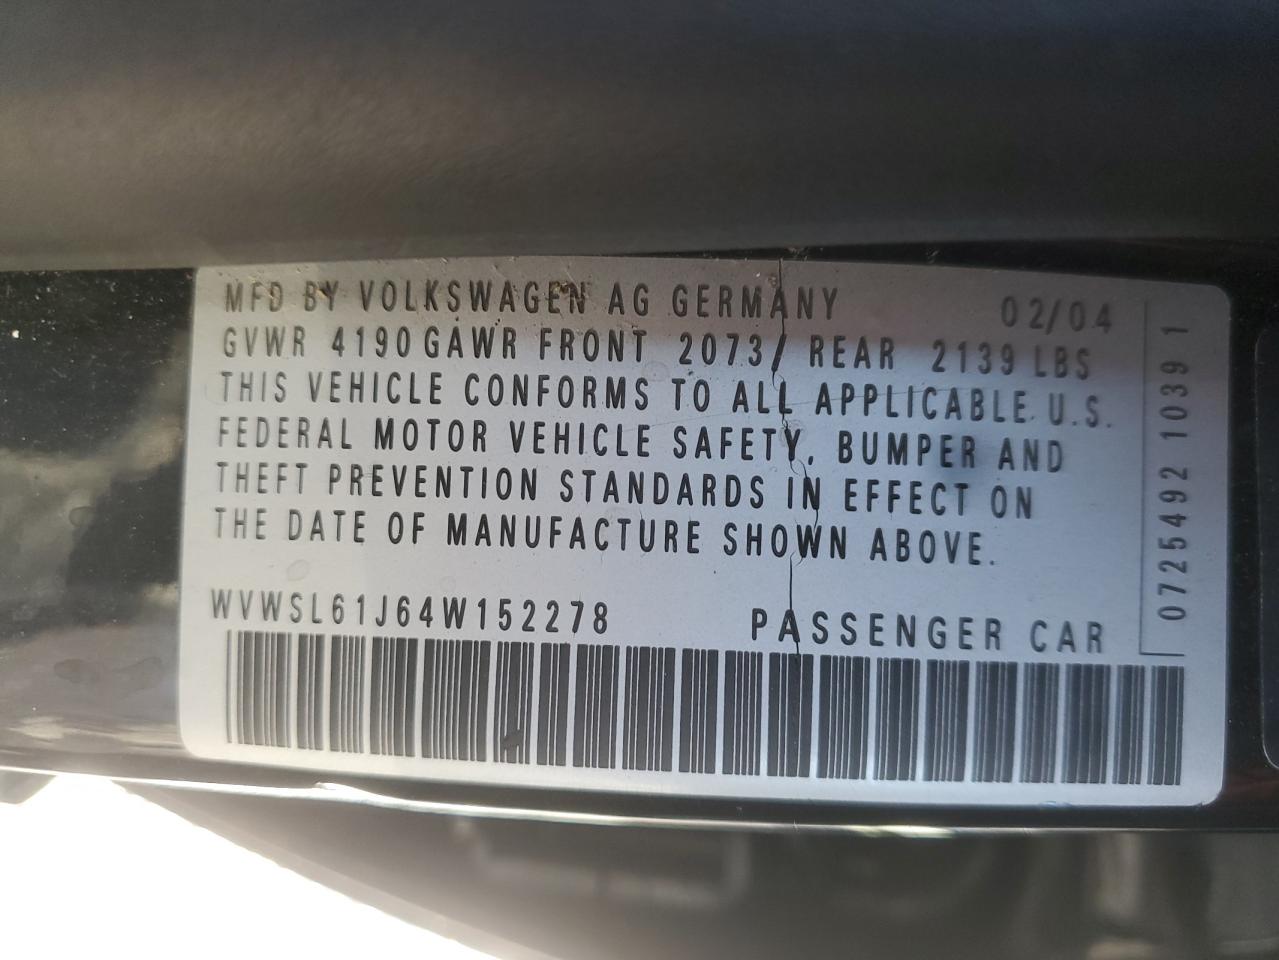 MFD BY VOLKSWAGEN AG GERMANY 02/04
GVWR 4190 GAWR FRONT 2073/ REAR 2139 LBS
THIS VEHICLE CONFORMS TO ALL APPLICABLE U.S.
FEDERAL MOTOR VEHICLE SAFETY, BUMPER AND
THEFT PREVENTION STANDARDS IN EFFECT ON
THE DATE OF MANUFACTURE SHOWN ABOVE.
WVWSL61J64W152278 PASSENGER CAR
0725492 1039 1